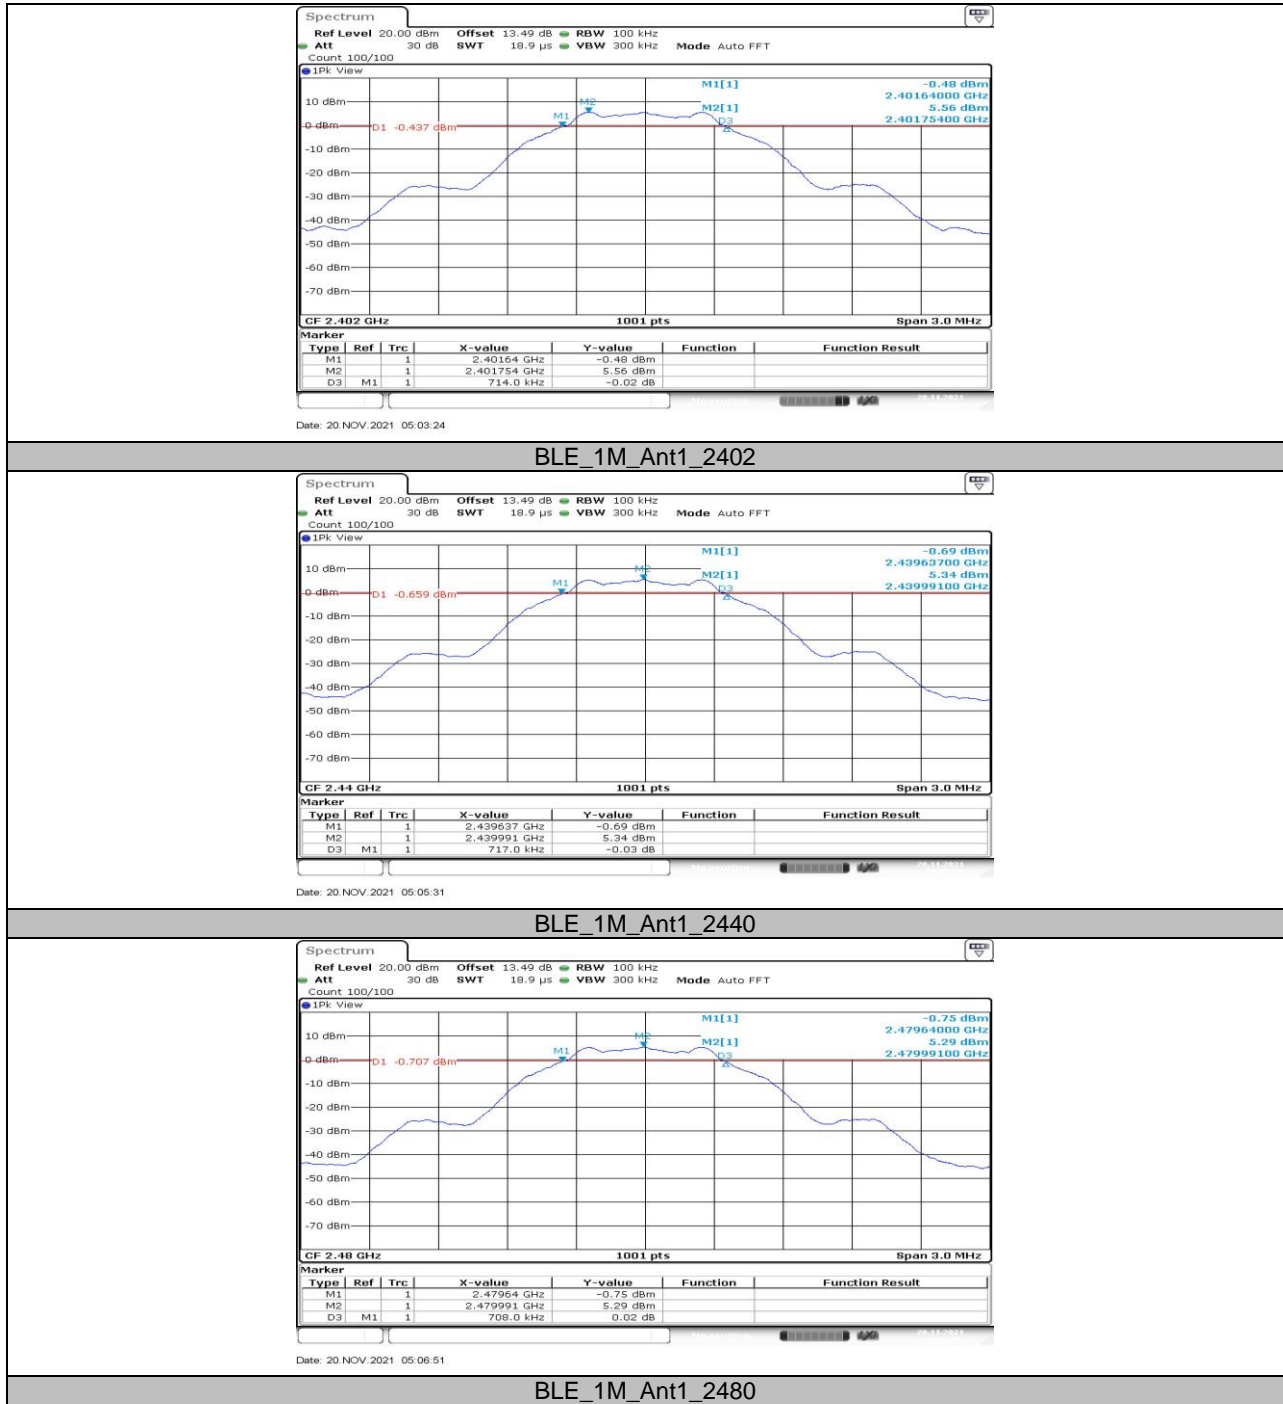 Spectrum
Ref Level 20.00 dBm Offset 13.49 dB RBW 100 kHz
Att 30 dB SWT 18.9 µs VBW 300 kHz Mode Auto FFT
Count 100/100
1Pk View
M1[1] -0.48 dBm
2.40164000 GHz
10 dBm M2 M2[1] 5.56 dBm
M1 D3 2.40175400 GHz
0 dBm D1 -0.437 dBm
-10 dBm
-20 dBm
-30 dBm
-40 dBm
-50 dBm
-60 dBm
-70 dBm
CF 2.402 GHz 1001 pts Span 3.0 MHz
Marker
Type Ref Trc X-value Y-value Function Function Result
M1 1 2.40164 GHz -0.48 dBm
M2 1 2.401754 GHz 5.56 dBm
D3 M1 1 714.0 kHz -0.02 dB
Date: 20.NOV.2021 05:03:24
BLE_1M_Ant1_2402
Spectrum
Ref Level 20.00 dBm Offset 13.49 dB RBW 100 kHz
Att 30 dB SWT 18.9 µs VBW 300 kHz Mode Auto FFT
Count 100/100
1Pk View
M1[1] -0.69 dBm
2.43963700 GHz
10 dBm M2 M2[1] 5.34 dBm
M1 D3 2.43999100 GHz
0 dBm D1 -0.659 dBm
-10 dBm
-20 dBm
-30 dBm
-40 dBm
-50 dBm
-60 dBm
-70 dBm
CF 2.44 GHz 1001 pts Span 3.0 MHz
Marker
Type Ref Trc X-value Y-value Function Function Result
M1 1 2.439637 GHz -0.69 dBm
M2 1 2.439991 GHz 5.34 dBm
D3 M1 1 717.0 kHz -0.03 dB
Date: 20.NOV.2021 05:05:31
BLE_1M_Ant1_2440
Spectrum
Ref Level 20.00 dBm Offset 13.49 dB RBW 100 kHz
Att 30 dB SWT 18.9 µs VBW 300 kHz Mode Auto FFT
Count 100/100
1Pk View
M1[1] -0.75 dBm
2.47964000 GHz
10 dBm M2 M2[1] 5.29 dBm
M1 D3 2.47999100 GHz
0 dBm D1 -0.707 dBm
-10 dBm
-20 dBm
-30 dBm
-40 dBm
-50 dBm
-60 dBm
-70 dBm
CF 2.48 GHz 1001 pts Span 3.0 MHz
Marker
Type Ref Trc X-value Y-value Function Function Result
M1 1 2.47964 GHz -0.75 dBm
M2 1 2.479991 GHz 5.29 dBm
D3 M1 1 708.0 kHz 0.02 dB
Date: 20.NOV.2021 05:06:51
BLE_1M_Ant1_2480